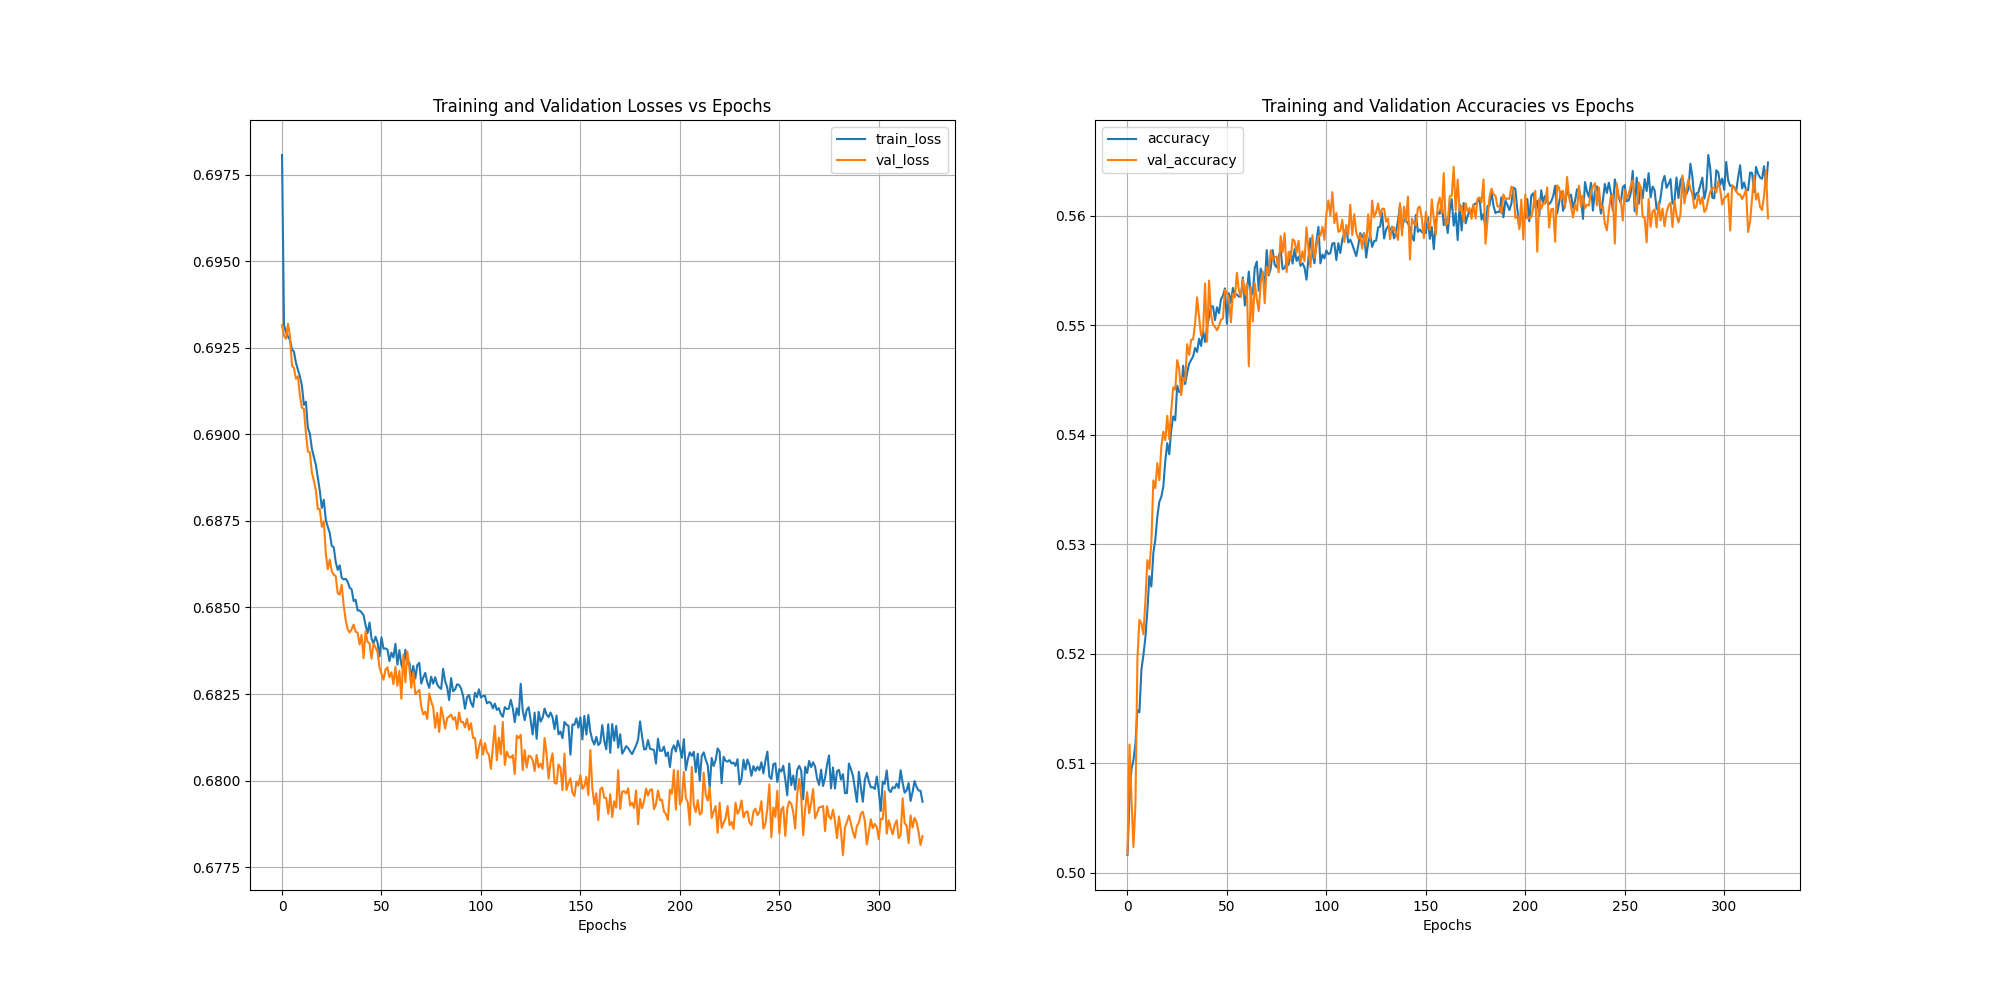 Training and Validation Losses vs Epochs
train_loss
val_loss
0.6975
0.6950
0.6925
0.6900
0.6875
0.6850
0.6825
0.6800
0.6775
0 50 100 150 200 250 300
Epochs
Training and Validation Accuracies vs Epochs
accuracy
val_accuracy
0.56
0.55
0.54
0.53
0.52
0.51
0.50
0 50 100 150 200 250 300
Epochs